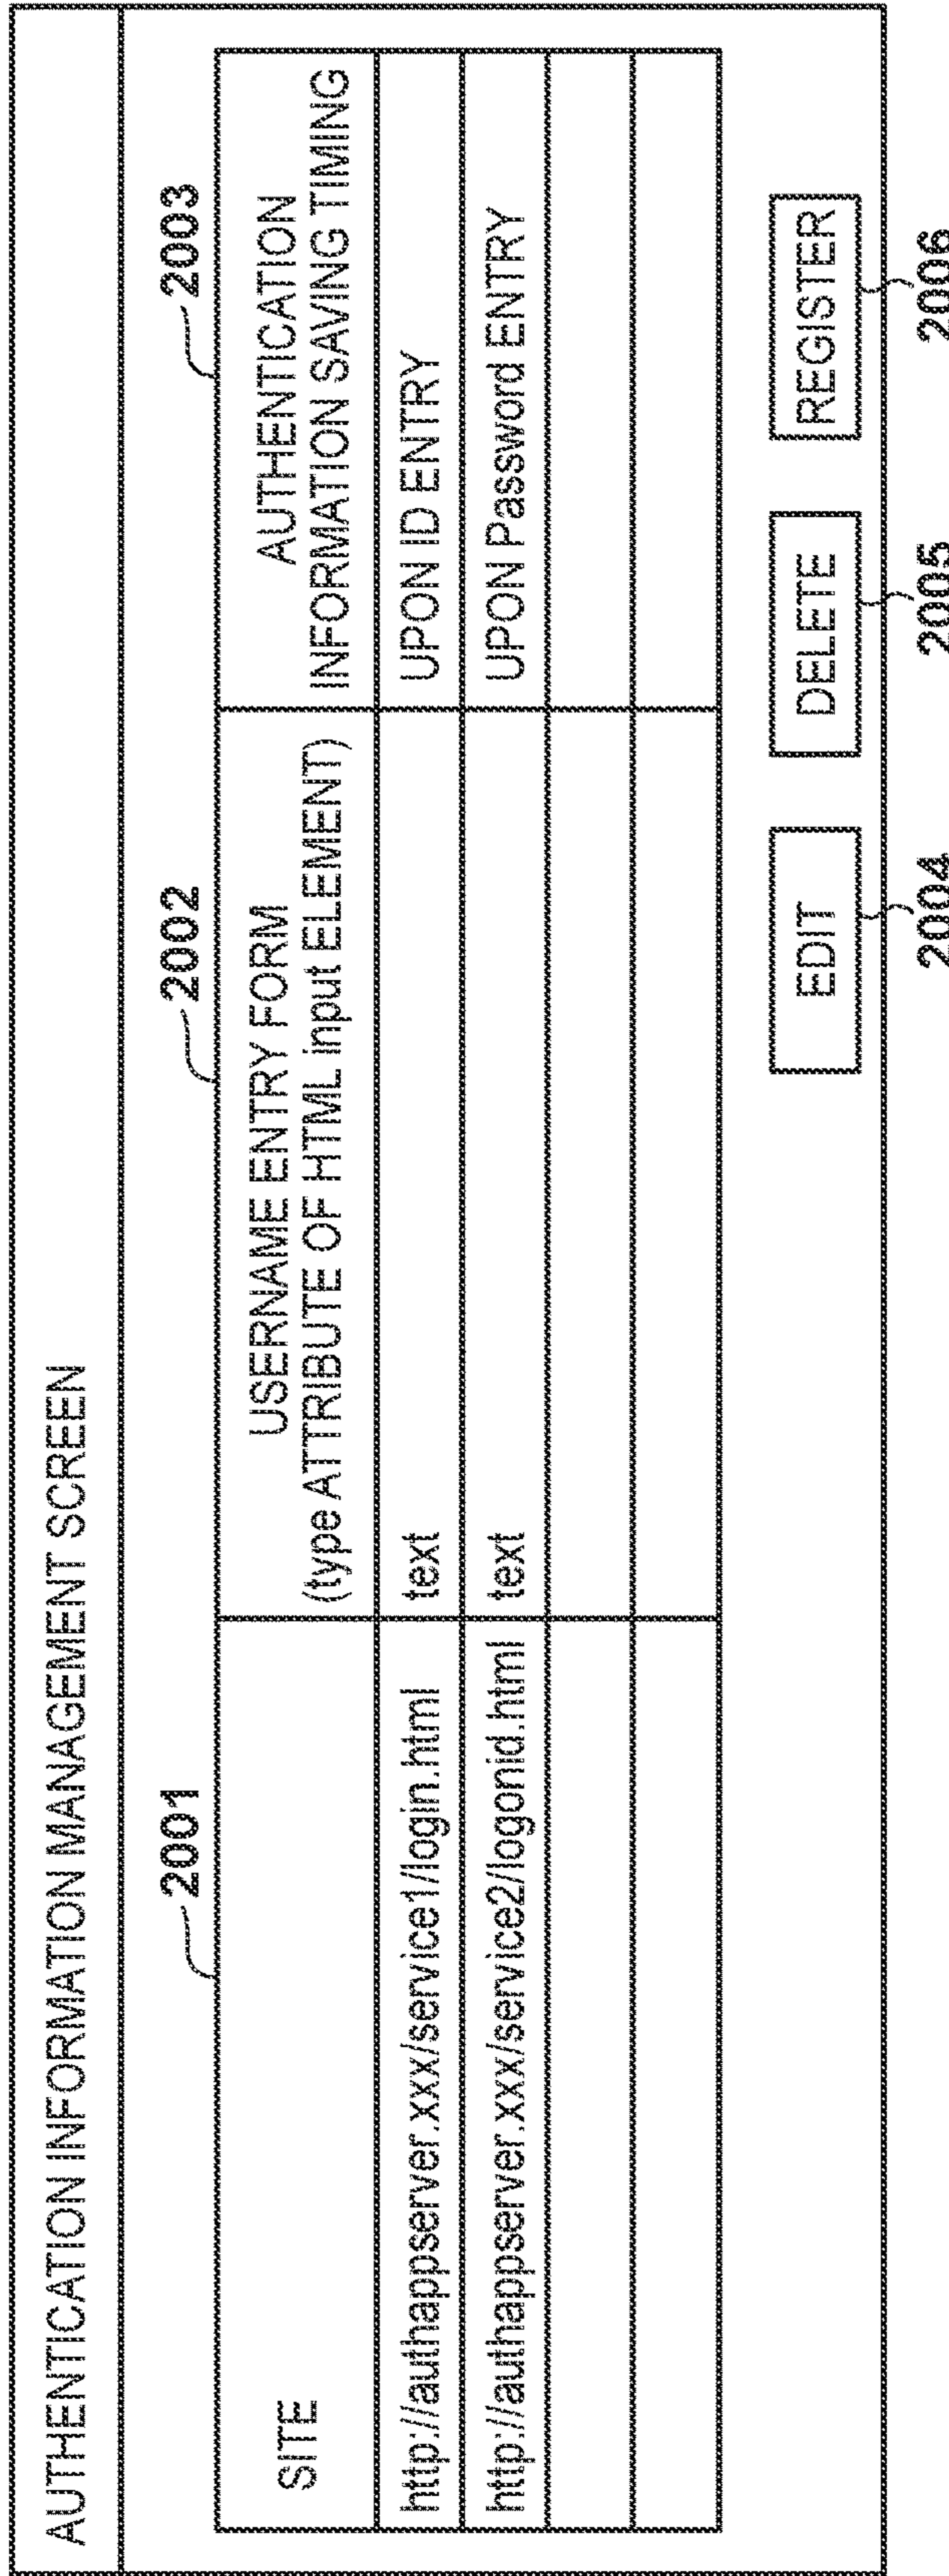 AUTHENTICATION INFORMATION MANAGEMENT SCREEN
2001
2002
2003
SITE
USERNAME ENTRY FORM
(type ATTRIBUTE OF HTML input ELEMENT)
AUTHENTICATION
INFORMATION SAVING TIMING
http://authappserver.xxx/service1/login.html
text
UPON ID ENTRY
http://authappserver.xxx/service2/logonid.html
text
UPON Password ENTRY
EDIT
DELETE
REGISTER
2004
2005
2006